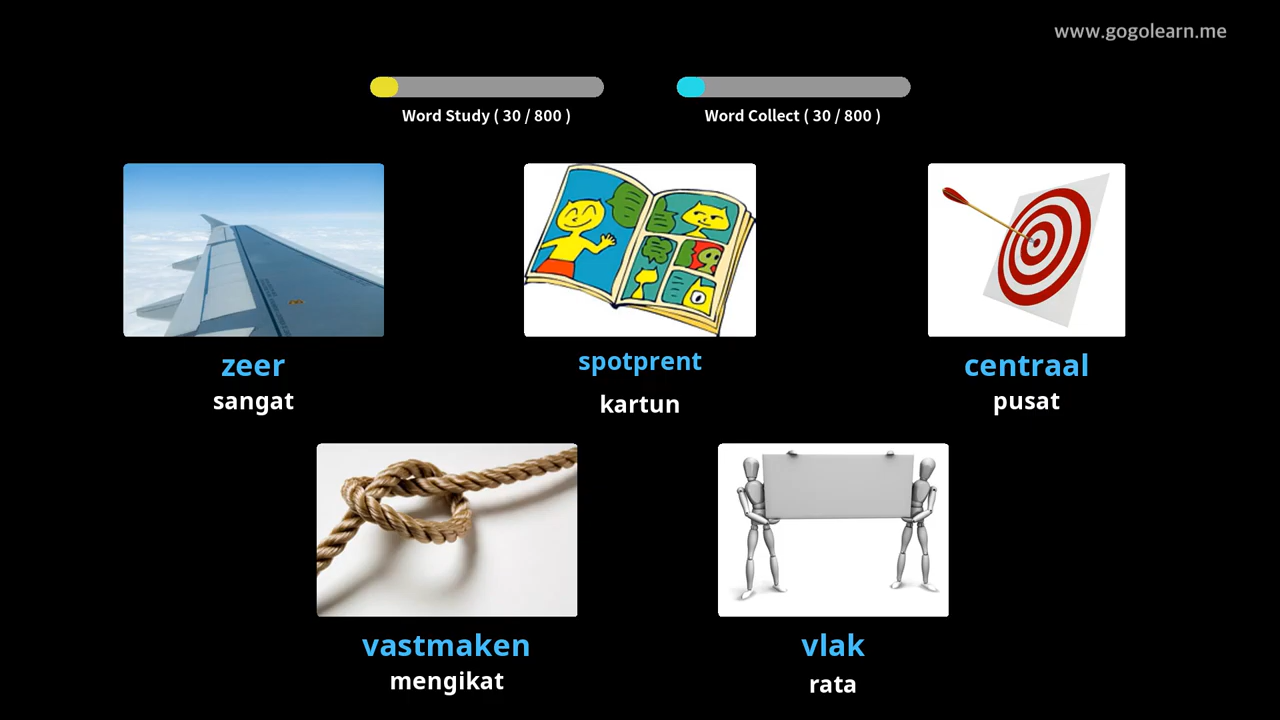 www.gogolearn.me
Word Study ( 30 / 800 )
Word Collect ( 30 / 800 )
zeer
sangat
spotprent
kartun
centraal
pusat
vastmaken
mengikat
vlak
rata